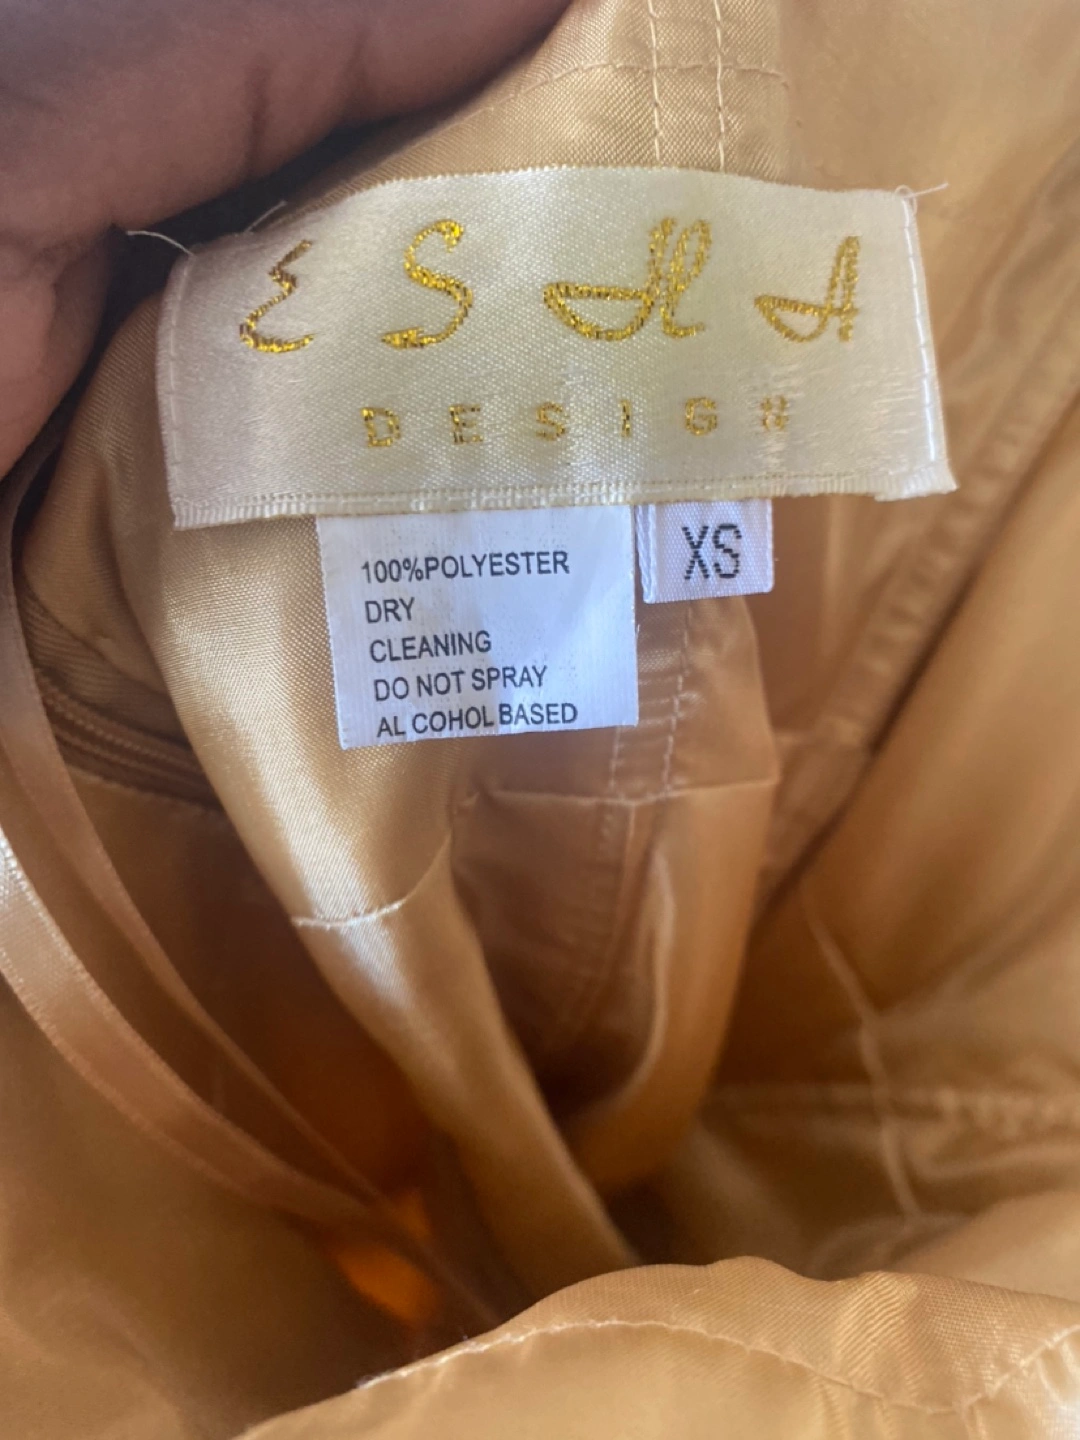 ESHA
DESIGN
100%POLYESTER
DRY
CLEANING
DO NOT SPRAY
AL COHOL BASED
XS